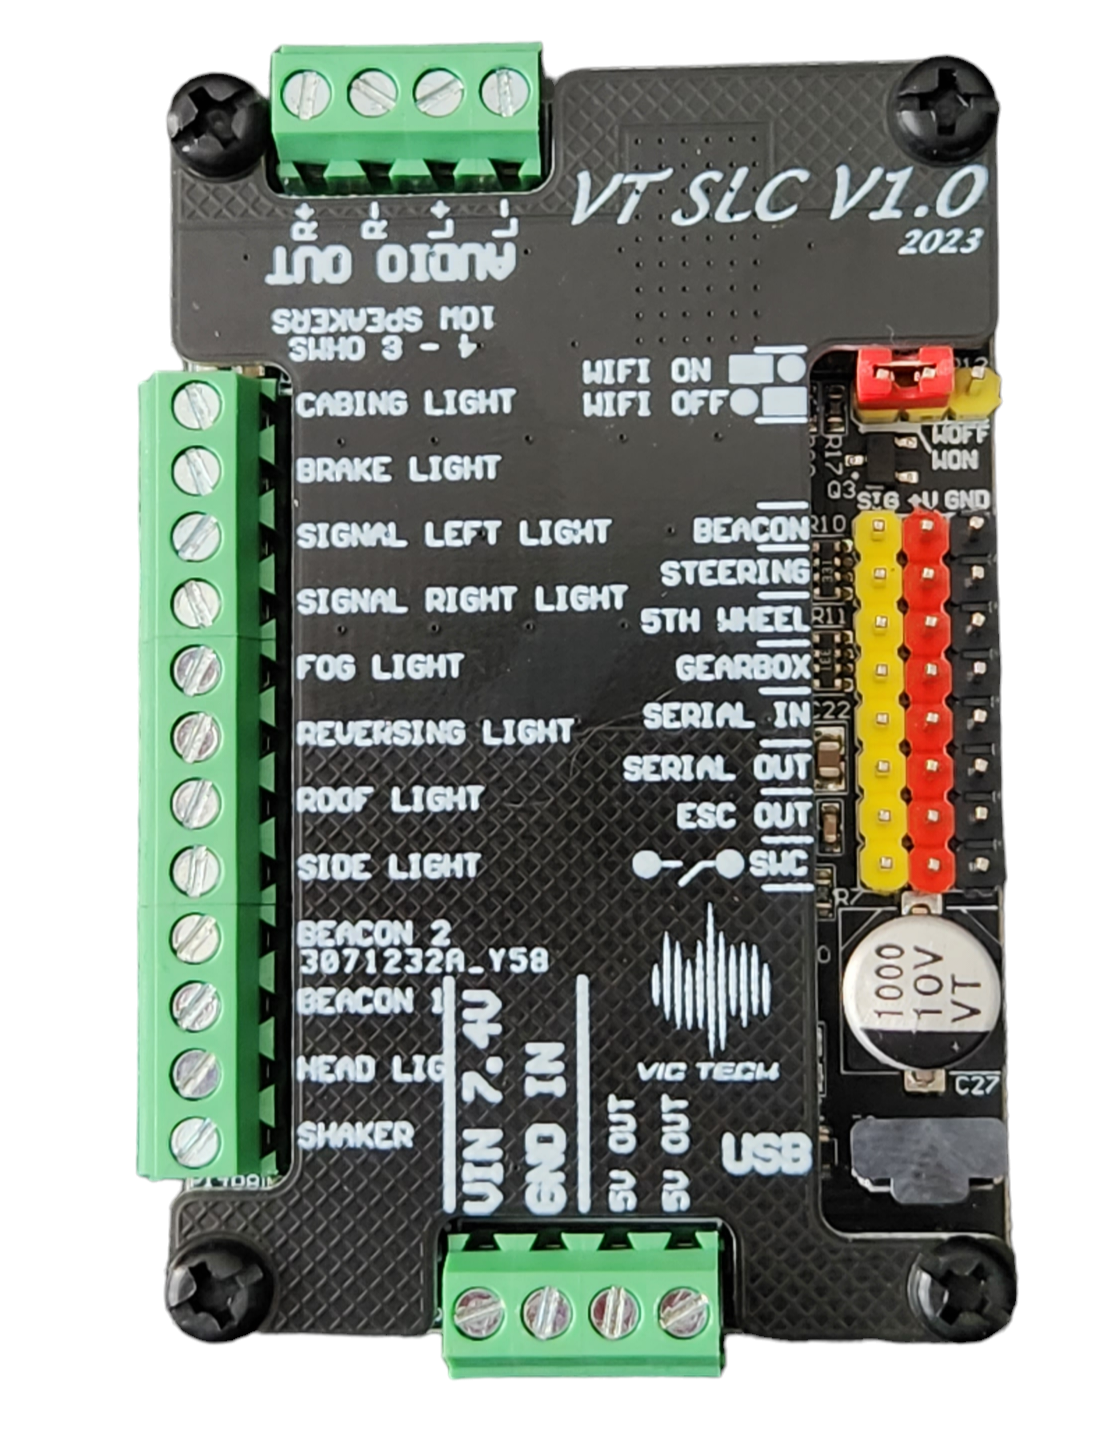 VT SLC V1.0
2023
R+
R-
L+
L-
AUDIO OUT
10W SPEAKERS
4 - 8 OHMS
WIFI ON
WIFI OFF
WOFF
WON
R17
Q3
SIG +V GND
CABING LIGHT
BRAKE LIGHT
SIGNAL LEFT LIGHT
SIGNAL RIGHT LIGHT
FOG LIGHT
REVERSING LIGHT
ROOF LIGHT
SIDE LIGHT
BEACON 2
3071232A_Y58
BEACON 1
HEAD LIG
SHAKER
BEACON
STEERING
5TH WHEEL
GEARBOX
SERIAL IN
SERIAL OUT
ESC OUT
SWC
R10
R11
C22
R7
1000
10V
VT
C27
VIC TECH
VIN 7.4V
GND IN
5V OUT
5V OUT
USB